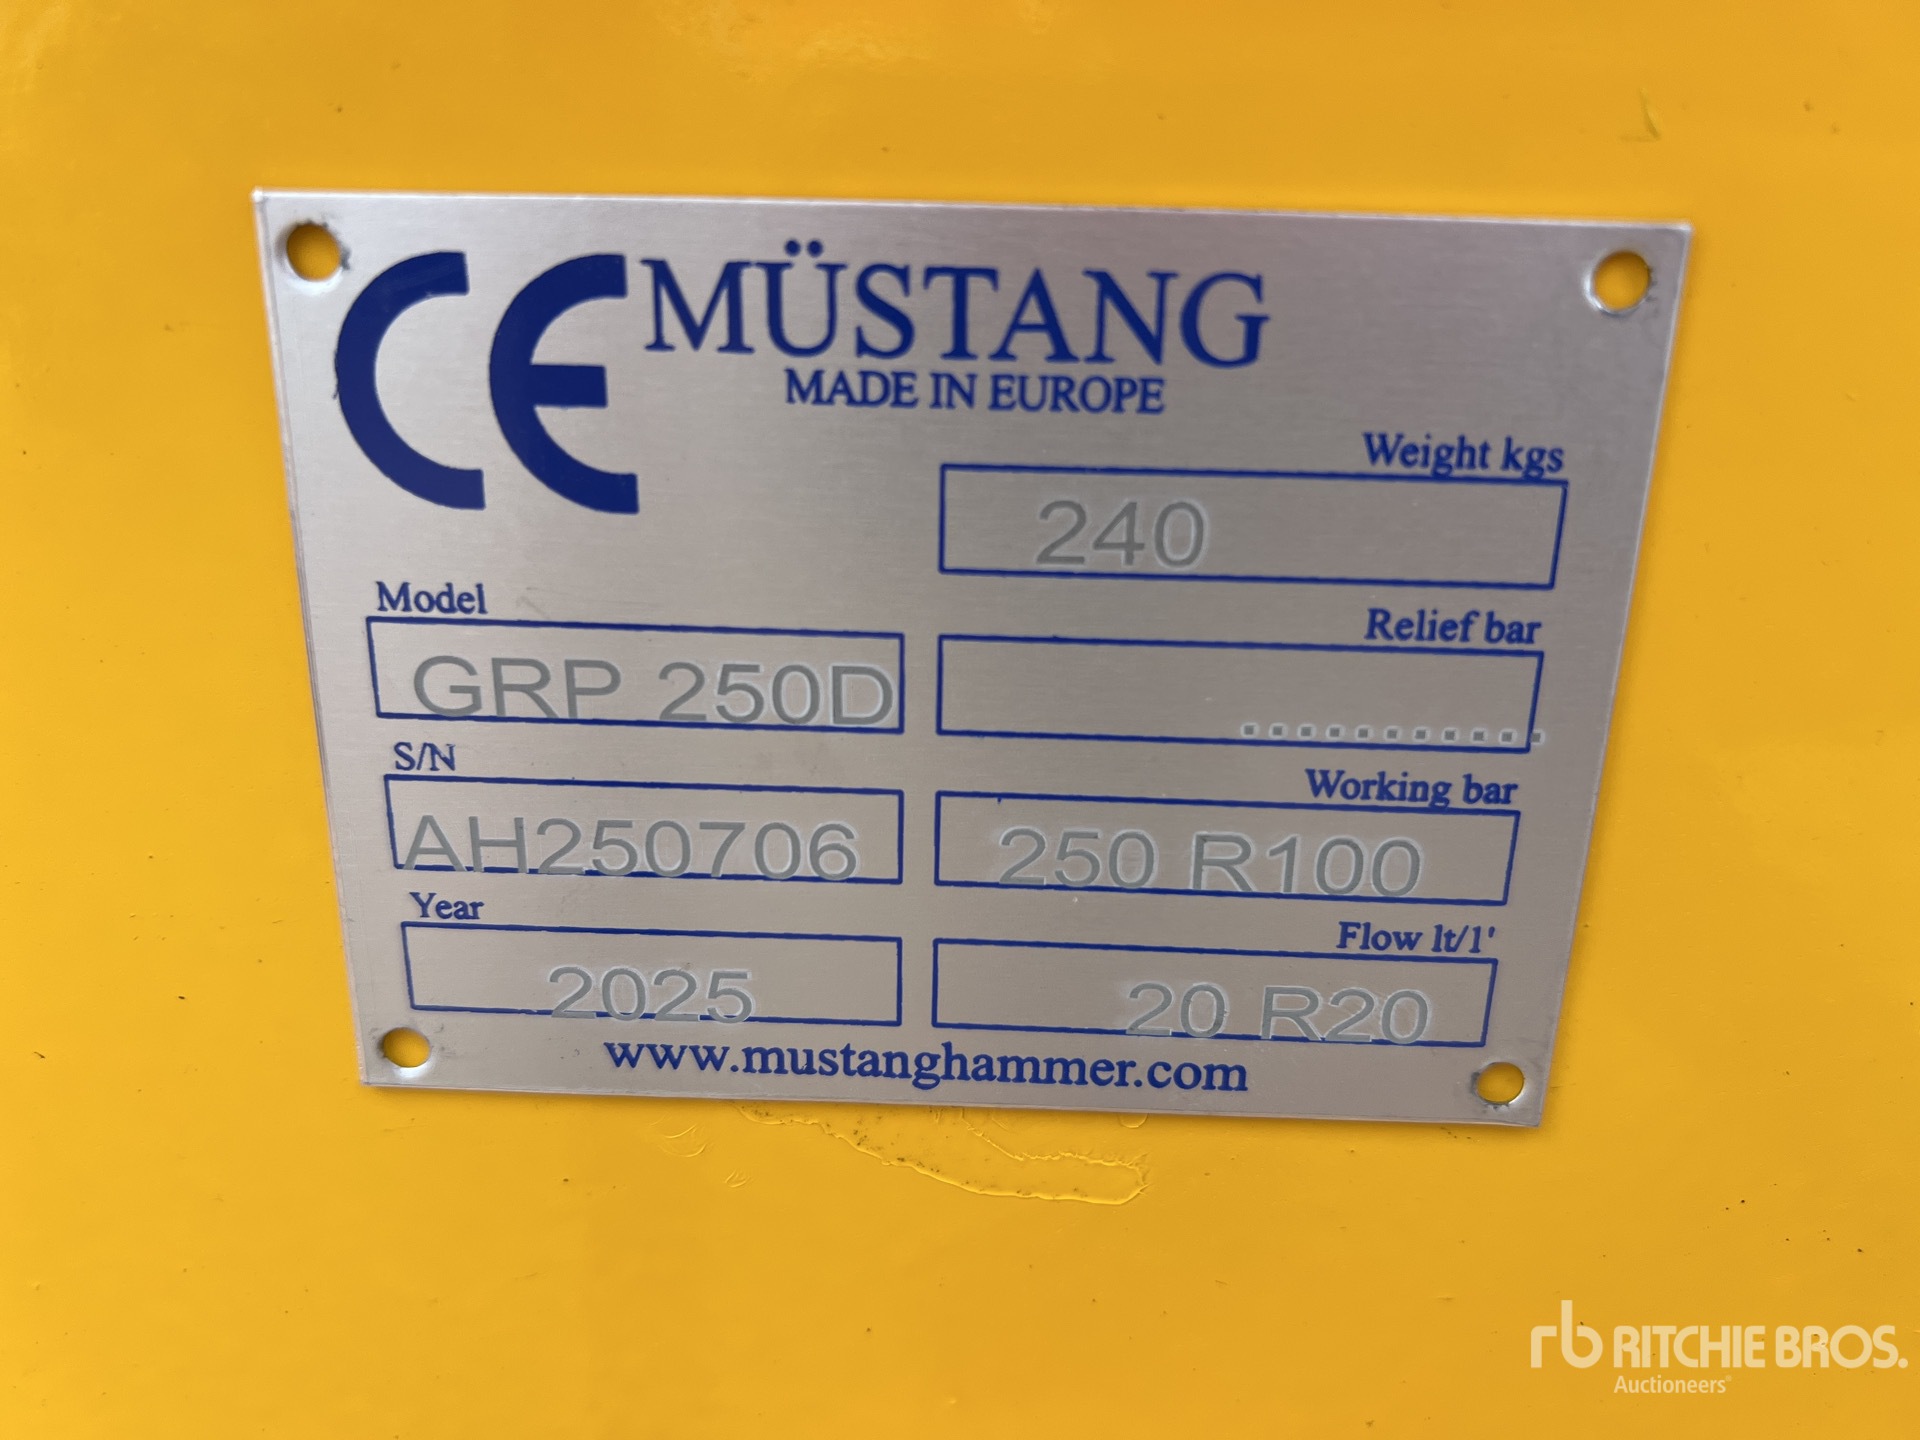 CE MÜSTANG
MADE IN EUROPE
Weight kgs
240
Model
GRP 250D
Relief bar
...........
S/N
AH250706
Working bar
250 R100
Year
2025
Flow lt/1'
20 R20
www.mustanghammer.com
rb RITCHIE BROS.
Auctioneers